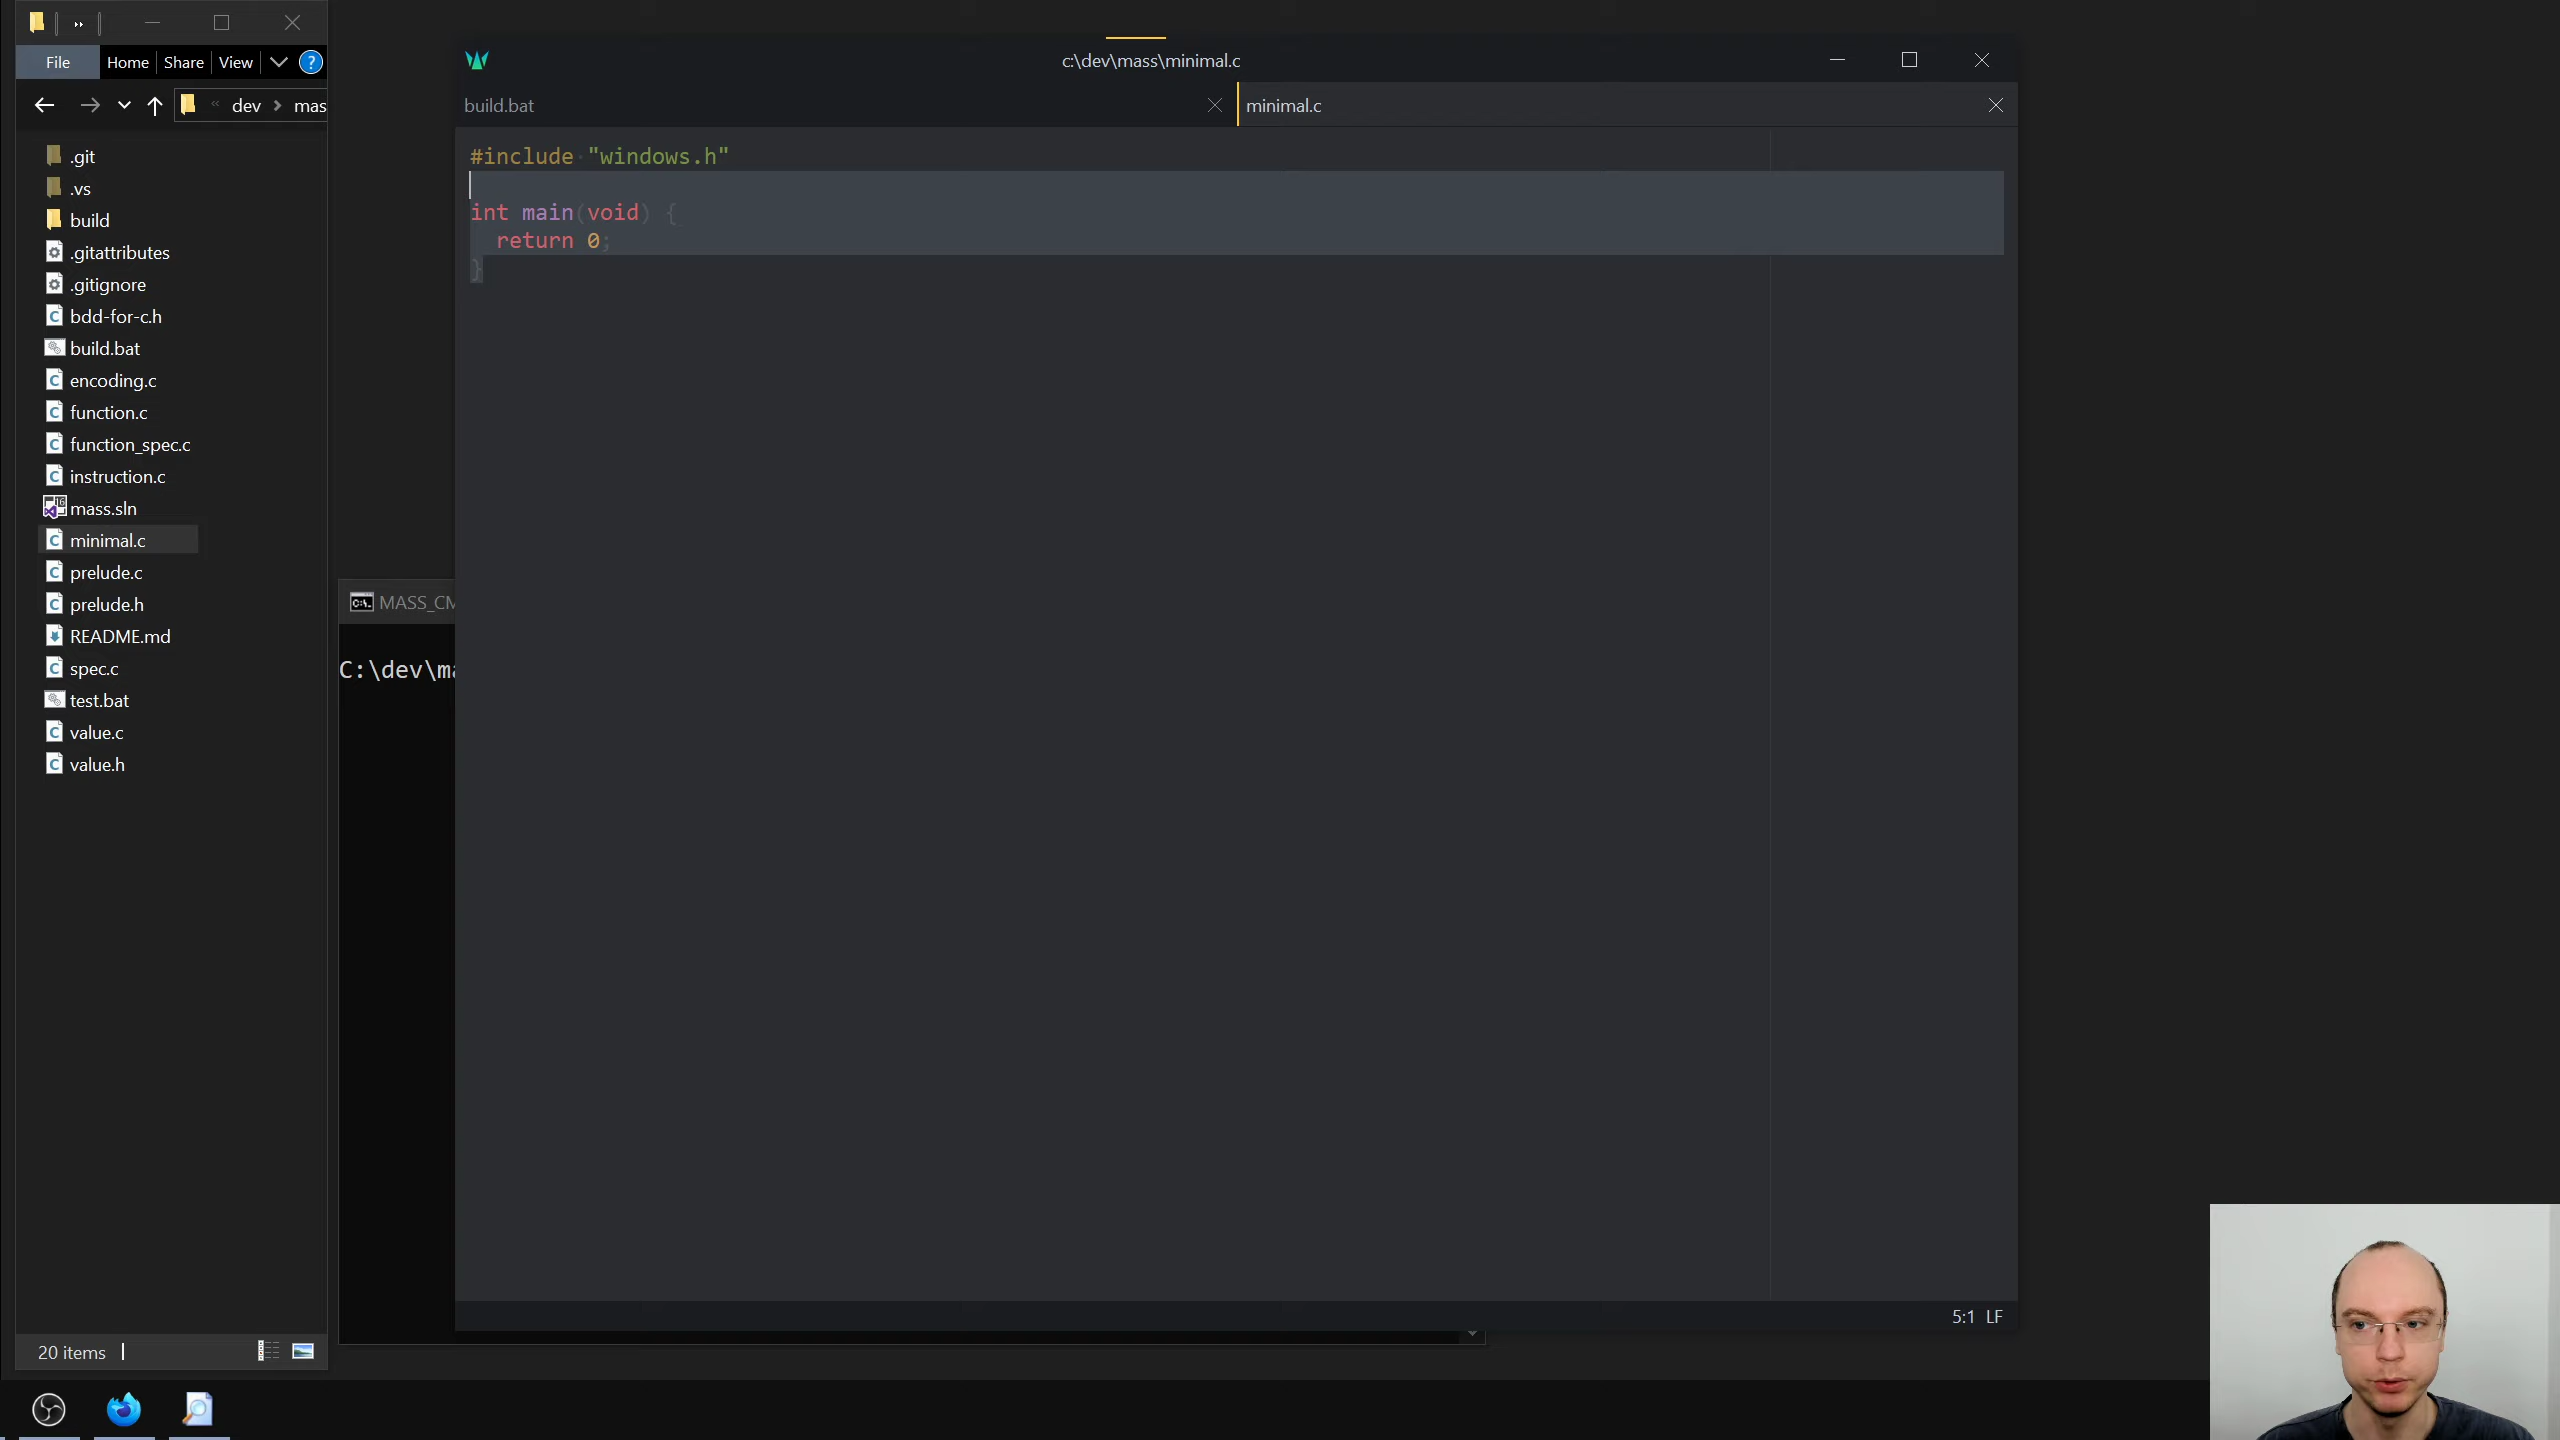 File Home Share View
dev mas
.git
.vs
build
.gitattributes
.gitignore
bdd-for-c.h
build.bat
encoding.c
function.c
function_spec.c
instruction.c
mass.sln
minimal.c
prelude.c
prelude.h
README.md
spec.c
test.bat
value.c
value.h
20 items
MASS_CM
C:\dev\ma
c:\dev\mass\minimal.c
build.bat
minimal.c
#include "windows.h"
int main(void) {
return 0;
}
5:1 LF